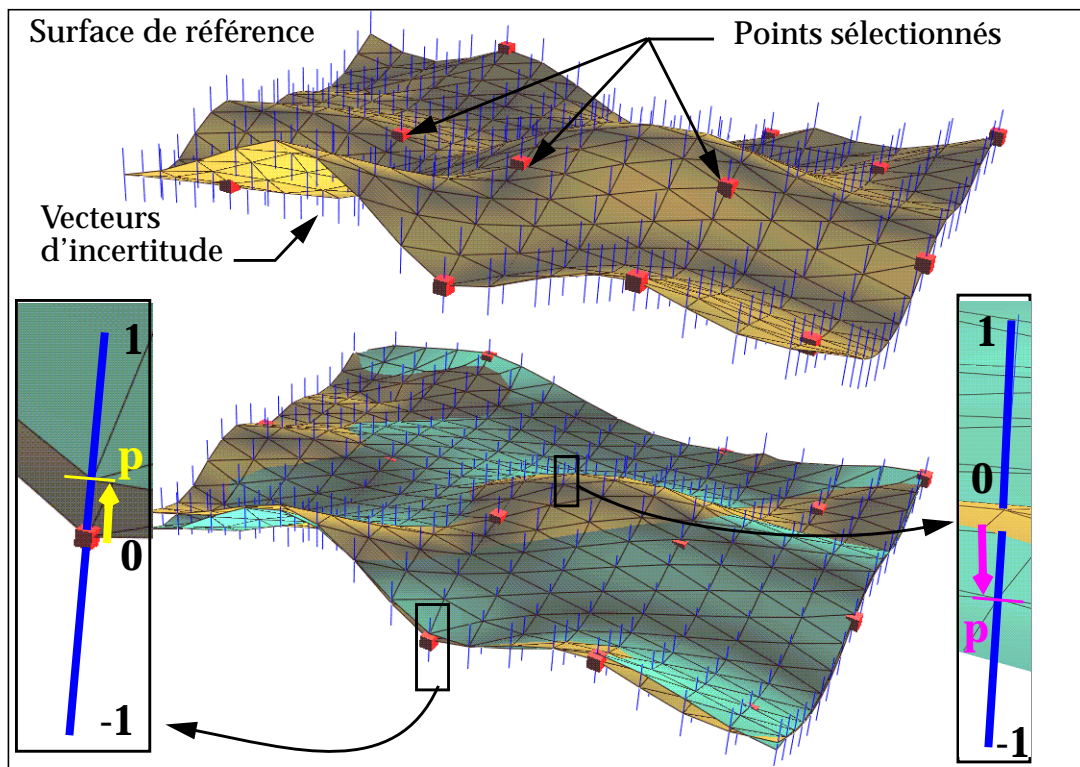 Surface de référence
Points sélectionnés
Vecteurs
d’incertitude
1
p
0
-1
1
0
p
-1